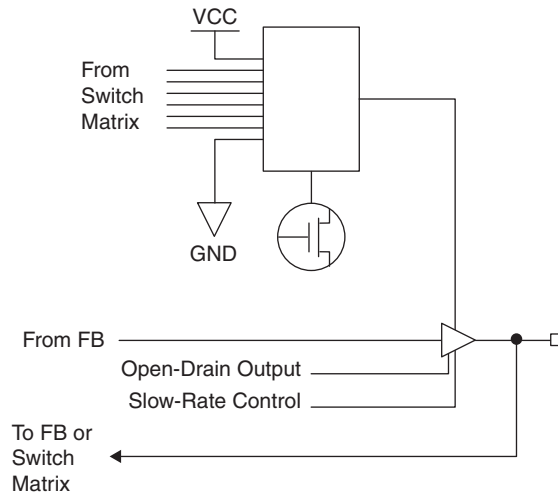 VCC
From
Switch
Matrix
GND
From FB
Open-Drain Output
Slow-Rate Control
To FB or
Switch
Matrix